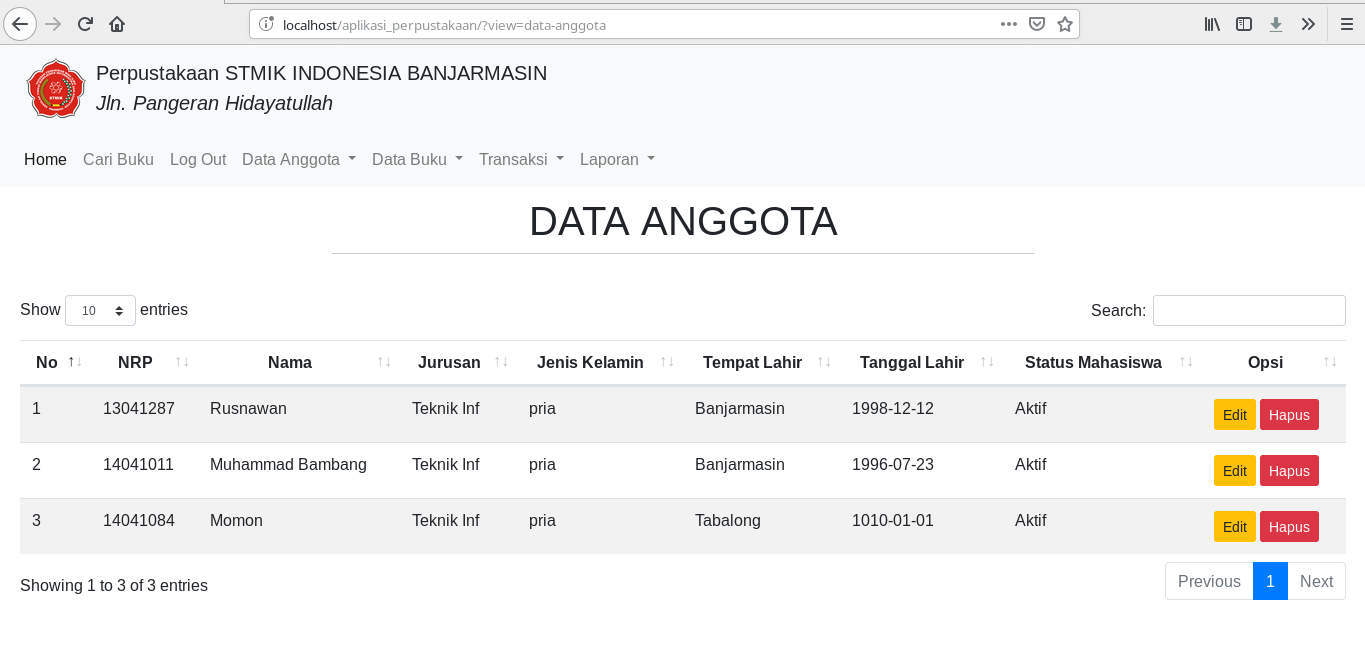 localhost/aplikasi_perpustakaan/?view=data-anggota
Perpustakaan STMIK INDONESIA BANJARMASIN
Jln. Pangeran Hidayatullah
Home Cari Buku Log Out Data Anggota Data Buku Transaksi Laporan
DATA ANGGOTA
Show 10 entries Search:
No NRP Nama Jurusan Jenis Kelamin Tempat Lahir Tanggal Lahir Status Mahasiswa Opsi
1 13041287 Rusnawan Teknik Inf pria Banjarmasin 1998-12-12 Aktif Edit Hapus
2 14041011 Muhammad Bambang Teknik Inf pria Banjarmasin 1996-07-23 Aktif Edit Hapus
3 14041084 Momon Teknik Inf pria Tabalong 1010-01-01 Aktif Edit Hapus
Showing 1 to 3 of 3 entries Previous 1 Next